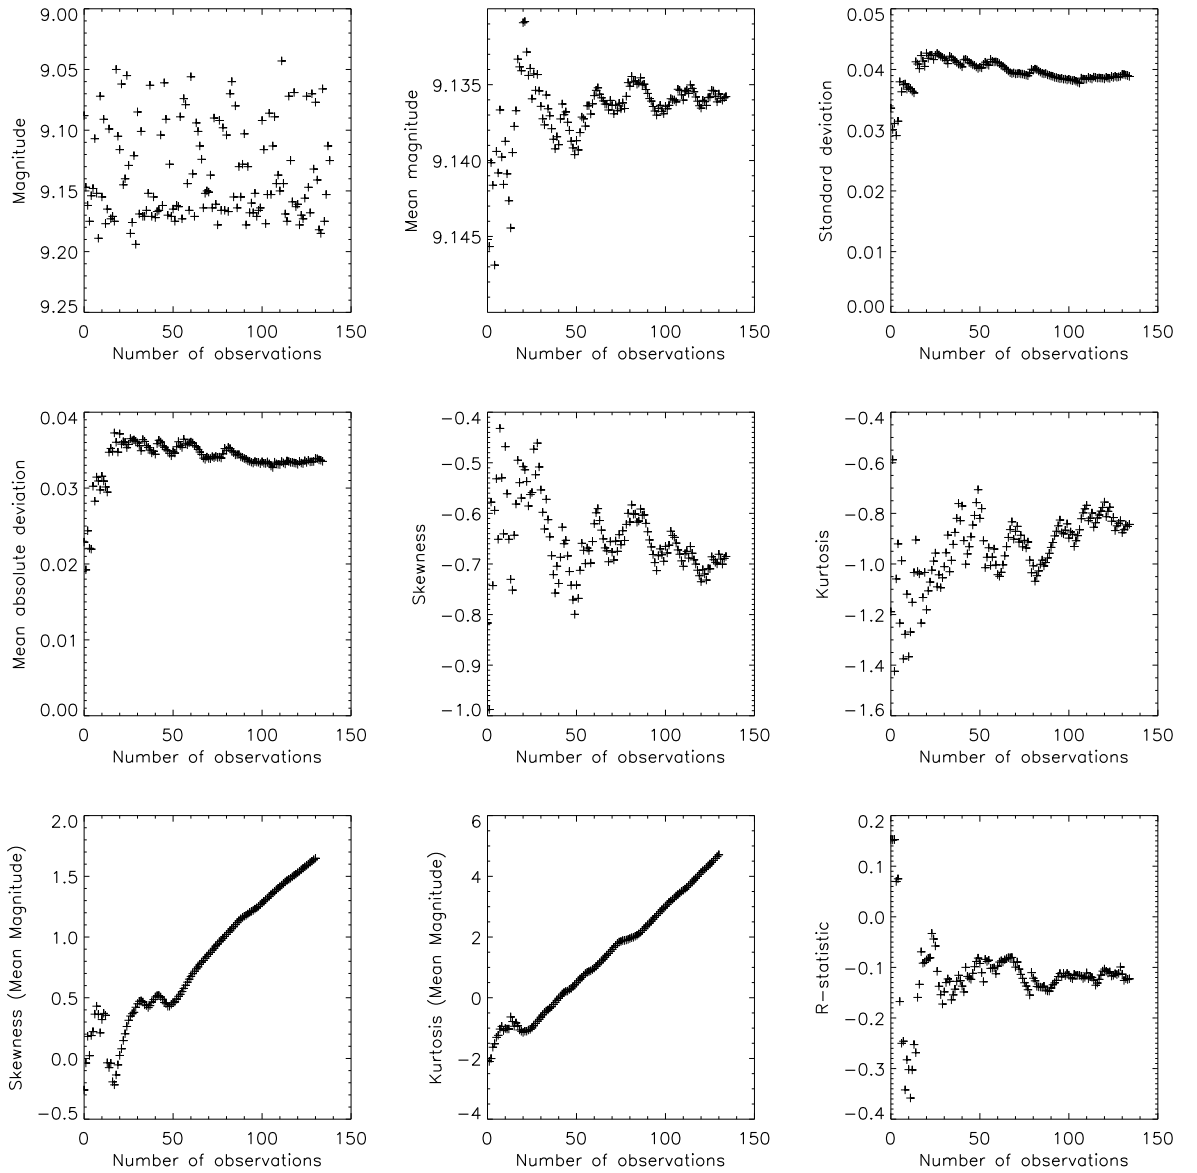 9.00
9.05
9.10
9.15
9.20
9.25
Magnitude
0 50 100 150
Number of observations
9.135
9.140
9.145
Mean magnitude
0 50 100 150
Number of observations
0.05
0.04
0.03
0.02
0.01
0.00
Standard deviation
0 50 100 150
Number of observations
0.04
0.03
0.02
0.01
0.00
Mean absolute deviation
0 50 100 150
Number of observations
−0.4
−0.5
−0.6
−0.7
−0.8
−0.9
−1.0
Skewness
0 50 100 150
Number of observations
−0.4
−0.6
−0.8
−1.0
−1.2
−1.4
−1.6
Kurtosis
0 50 100 150
Number of observations
2.0
1.5
1.0
0.5
0.0
−0.5
Skewness (Mean Magnitude)
0 50 100 150
Number of observations
6
4
2
0
−2
−4
Kurtosis (Mean Magnitude)
0 50 100 150
Number of observations
0.2
0.1
0.0
−0.1
−0.2
−0.3
−0.4
R−statistic
0 50 100 150
Number of observations